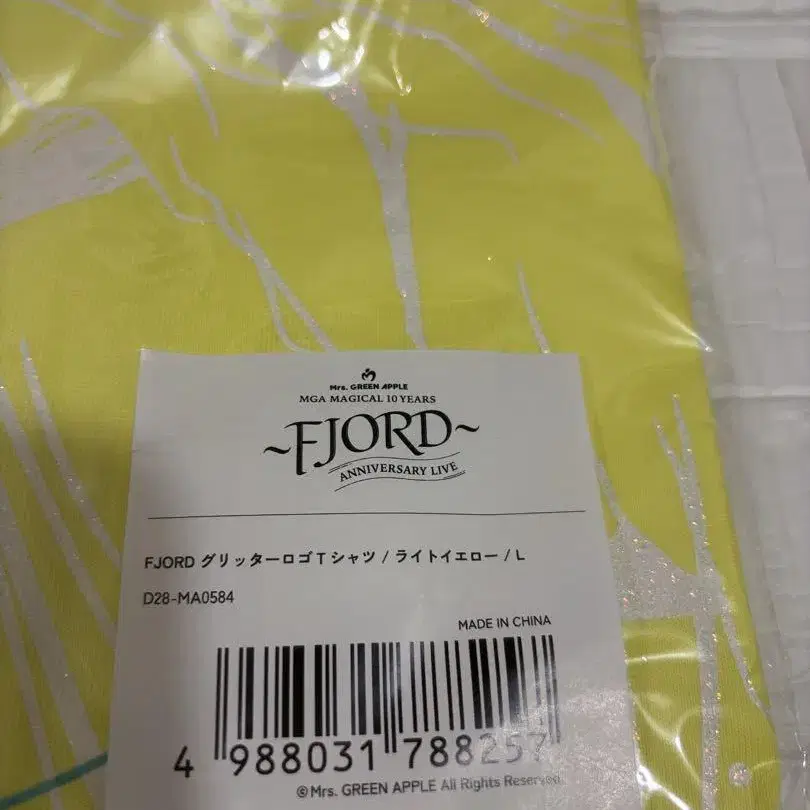 Mrs. GREEN APPLE
MGA MAGICAL 10 YEARS
~FJORD~
ANNIVERSARY LIVE
FJORD グリッターロゴTシャツ / ライトイエロー / L
D28-MA0584
MADE IN CHINA
4 988031 788257
©Mrs. GREEN APPLE All Rights Reserved